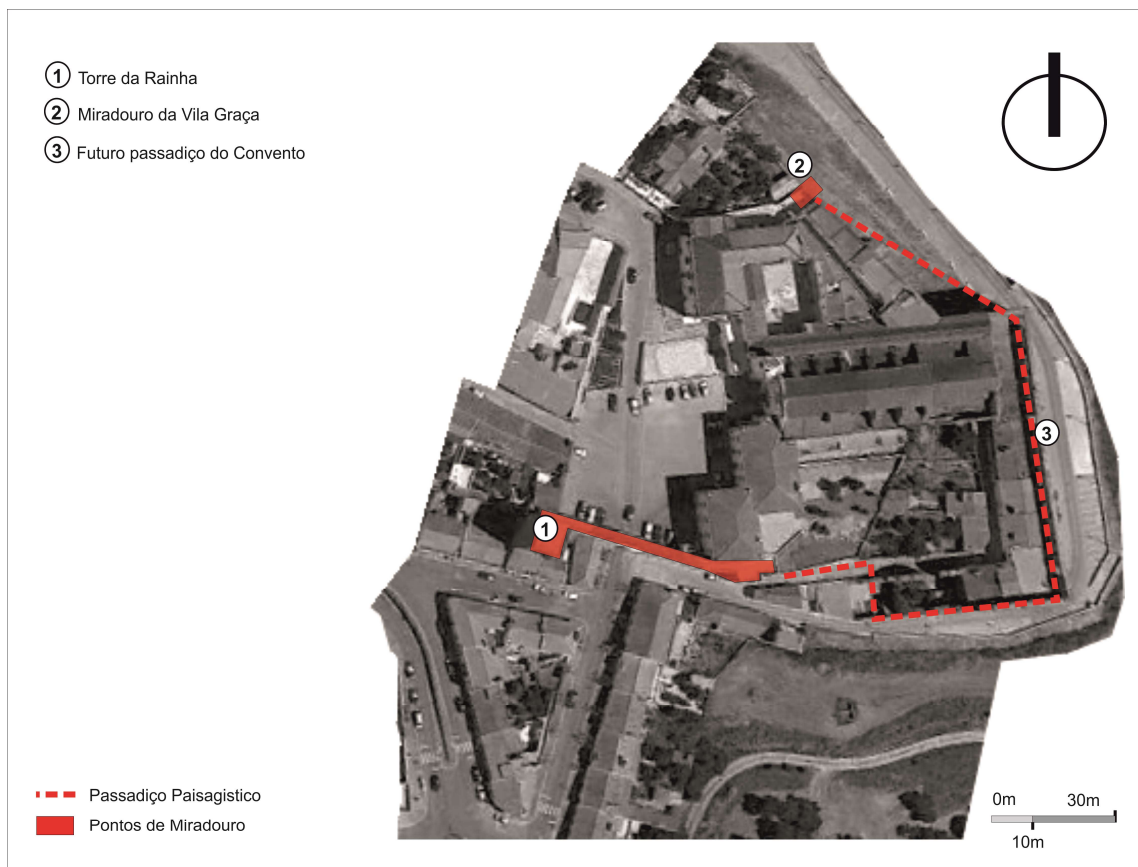 1 Torre da Rainha
2 Miradouro da Vila Graça
3 Futuro passadiço do Convento
2
3
1
Passadiço Paisagistico
Pontos de Miradouro
0m 30m
10m